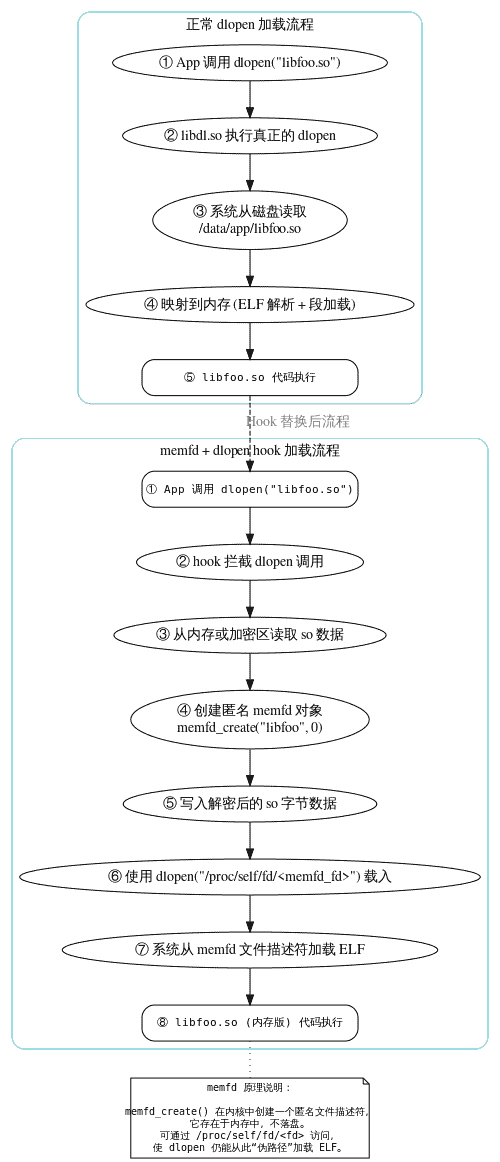 正常 dlopen 加载流程
① App 调用 dlopen("libfoo.so")
② libdl.so 执行真正的 dlopen
③ 系统从磁盘读取
/data/app/libfoo.so
④ 映射到内存 (ELF 解析 + 段加载)
⑤ libfoo.so 代码执行
Hook 替换后流程
memfd + dlopen hook 加载流程
① App 调用 dlopen("libfoo.so")
② hook 拦截 dlopen 调用
③ 从内存或加密区读取 so 数据
④ 创建匿名 memfd 对象
memfd_create("libfoo", 0)
⑤ 写入解密后的 so 字节数据
⑥ 使用 dlopen("/proc/self/fd/<memfd_fd>") 载入
⑦ 系统从 memfd 文件描述符加载 ELF
⑧ libfoo.so (内存版) 代码执行
memfd 原理说明：
memfd_create() 在内核中创建一个匿名文件描述符，
它存在于内存中，不落盘。
可通过 /proc/self/fd/<fd> 访问，
使 dlopen 仍能从此“伪路径”加载 ELF。